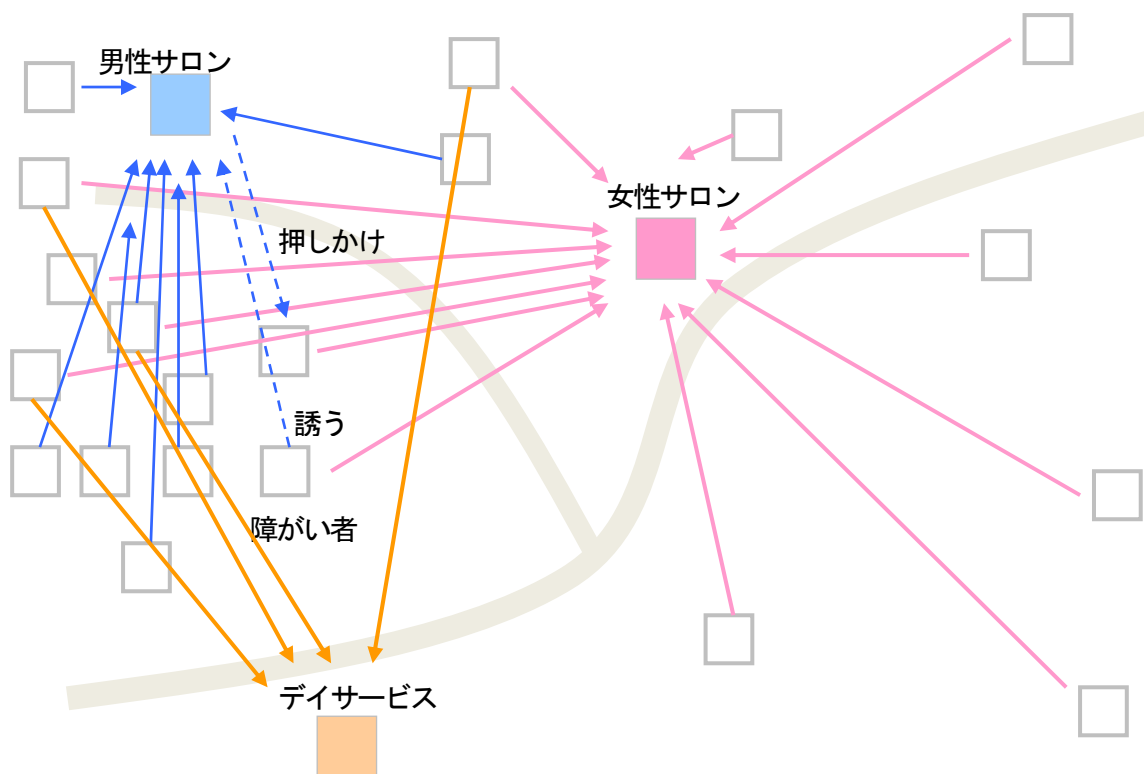 男性サロン
女性サロン
押しかけ
誘う
障がい者
デイサービス